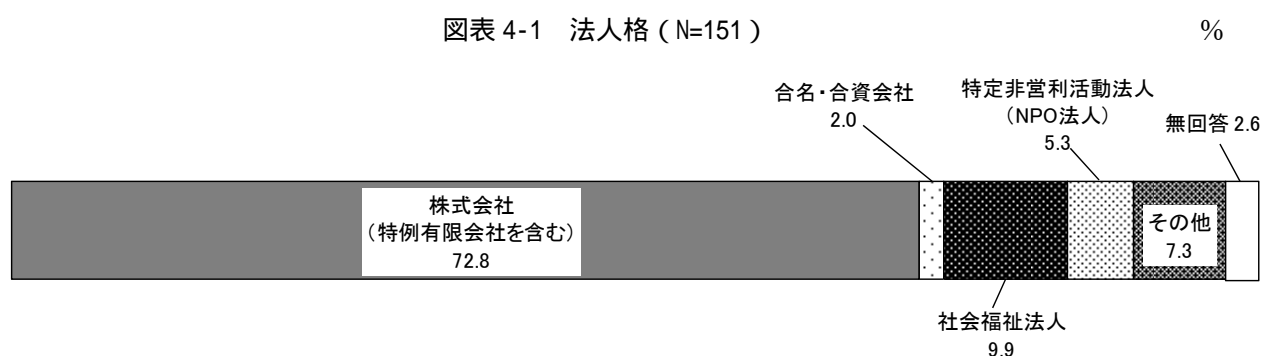 図表 4-1 法人格（N=151）
%
合名・合資会社
2.0
特定非営利活動法人
（NPO法人）
5.3
無回答 2.6
株式会社
（特例有限会社を含む）
72.8
その他
7.3
社会福祉法人
9.9